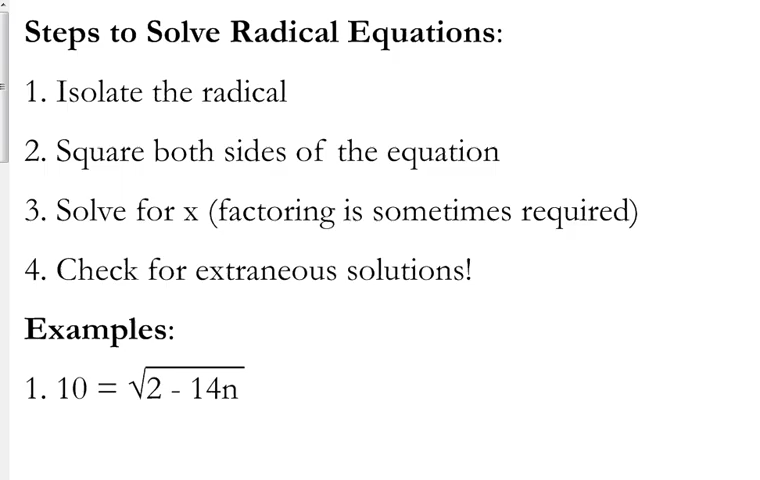 Steps to Solve Radical Equations:
1. Isolate the radical
2. Square both sides of the equation
3. Solve for x (factoring is sometimes required)
4. Check for extraneous solutions!
Examples:
1. 10 = √2 - 14n